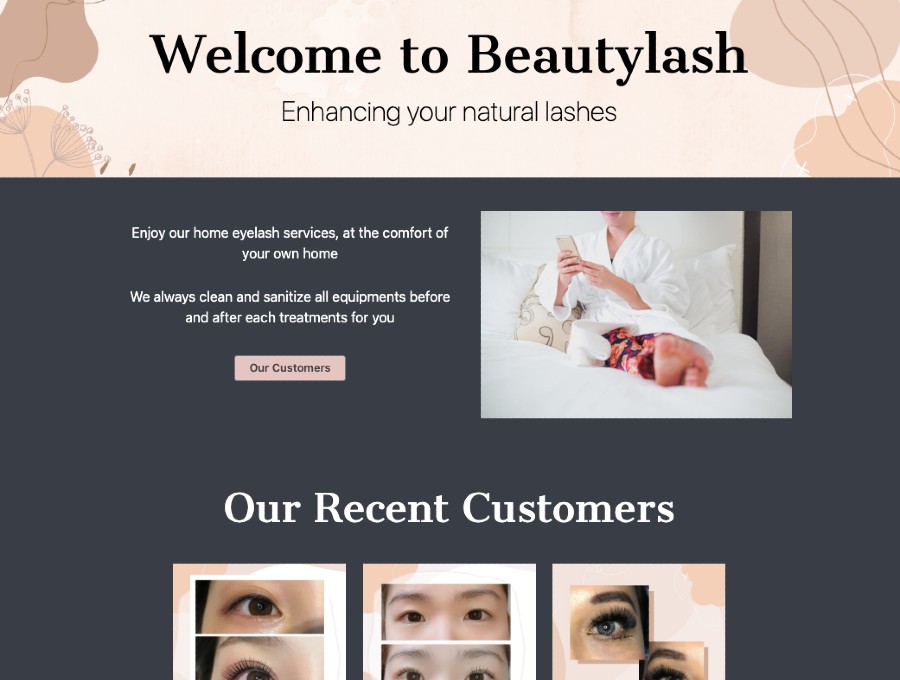 Welcome to Beautylash
Enhancing your natural lashes
Enjoy our home eyelash services, at the comfort of
your own home
We always clean and sanitize all equipments before
and after each treatments for you
Our Customers
Our Recent Customers